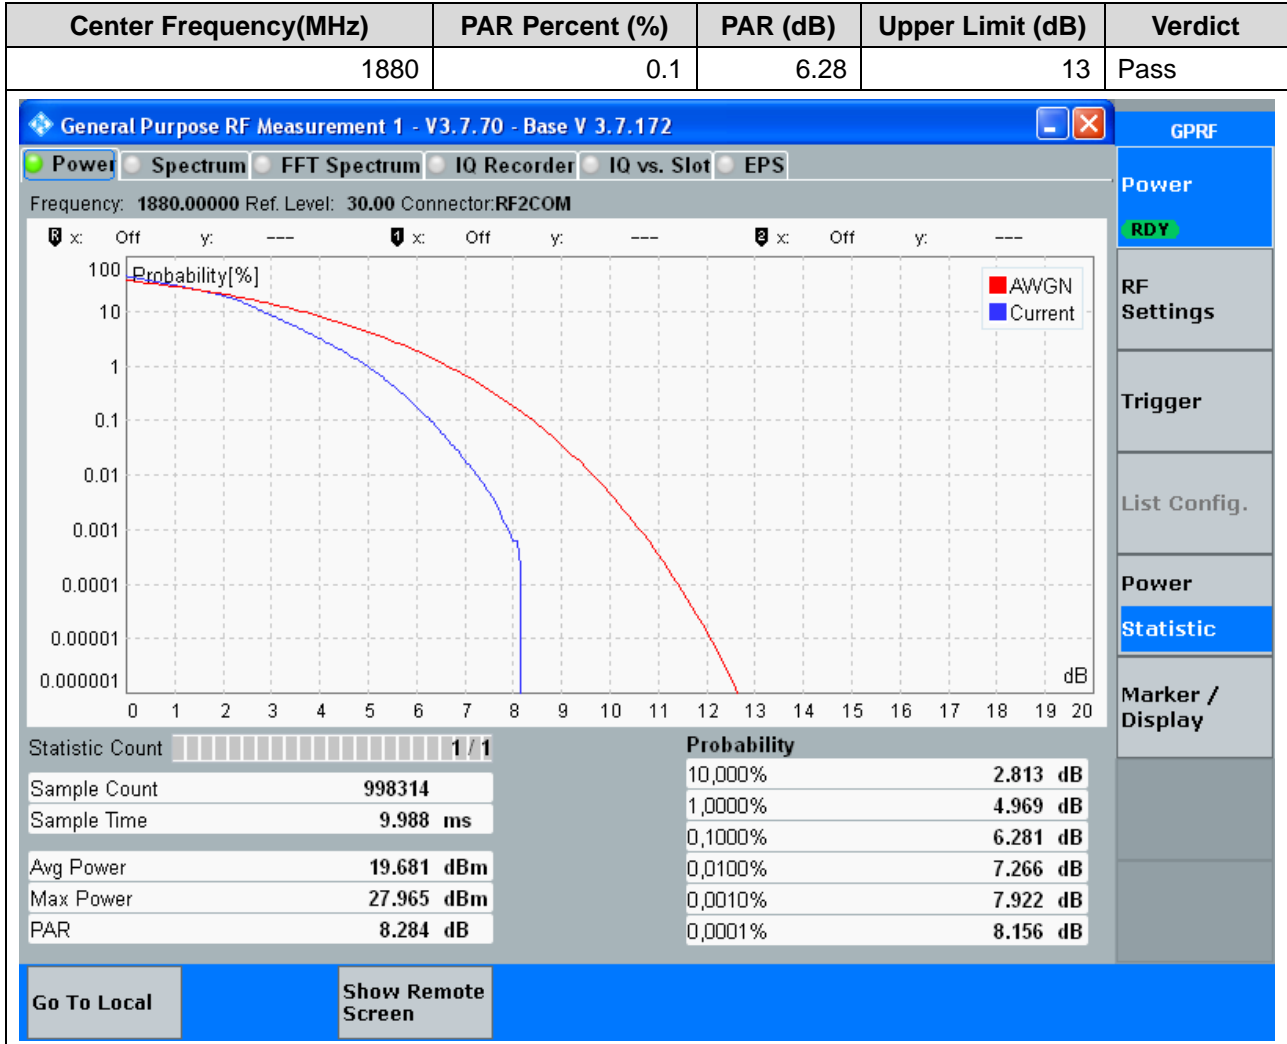 Center Frequency(MHz) PAR Percent (%) PAR (dB) Upper Limit (dB) Verdict
1880 0.1 6.28 13 Pass
General Purpose RF Measurement 1 - V3.7.70 - Base V 3.7.172
GPRF
Power Spectrum FFT Spectrum IQ Recorder IQ vs. Slot EPS
Frequency: 1880.00000 Ref. Level: 30.00 Connector:RF2COM
R x: Off y: --- 1 x: Off y: --- 2 x: Off y: ---
Probability[%]
AWGN
Current
100
10
1
0.1
0.01
0.001
0.0001
0.00001
0.000001
dB
0 1 2 3 4 5 6 7 8 9 10 11 12 13 14 15 16 17 18 19 20
Statistic Count 1 / 1
Sample Count 998314
Sample Time 9.988 ms
Avg Power 19.681 dBm
Max Power 27.965 dBm
PAR 8.284 dB
Probability
10,000% 2.813 dB
1,0000% 4.969 dB
0,1000% 6.281 dB
0,0100% 7.266 dB
0,0010% 7.922 dB
0,0001% 8.156 dB
Power
RDY
RF
Settings
Trigger
List Config.
Power
Statistic
Marker /
Display
Go To Local
Show Remote
Screen